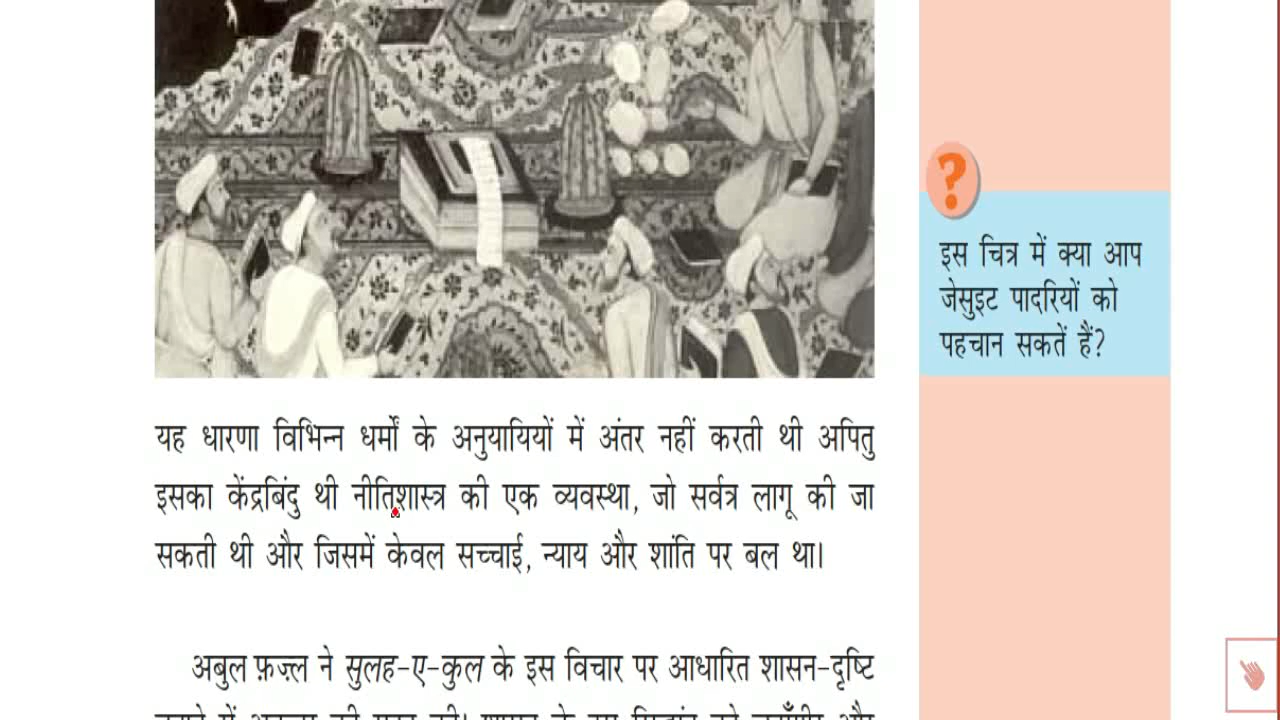 ?
इस चित्र में क्या आप
जेसुइट पादरियों को
पहचान सकतें हैं?
यह धारणा विभिन्न धर्मों के अनुयायियों में अंतर नहीं करती थी अपितु
इसका केंद्रबिंदु थी नीतिशास्त्र की एक व्यवस्था, जो सर्वत्र लागू की जा
सकती थी और जिसमें केवल सच्चाई, न्याय और शांति पर बल था।
अबुल फ़ज़्ल ने सुलह-ए-कुल के इस विचार पर आधारित शासन-दृष्टि